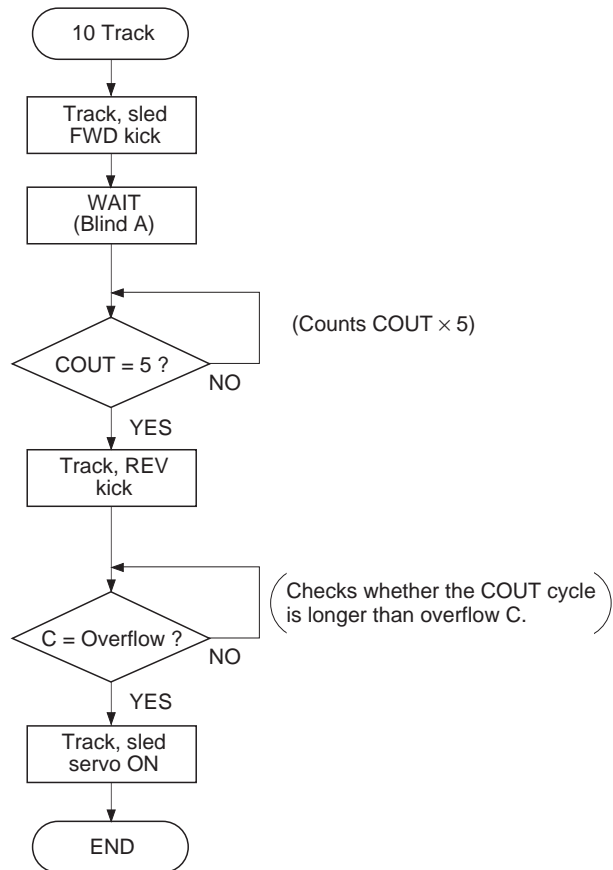 10 Track
Track, sled
FWD kick
WAIT
(Blind A)
(Counts COUT × 5)
COUT = 5 ?
NO
YES
Track, REV
kick
(Checks whether the COUT cycle
is longer than overflow C.)
C = Overflow ?
NO
YES
Track, sled
servo ON
END